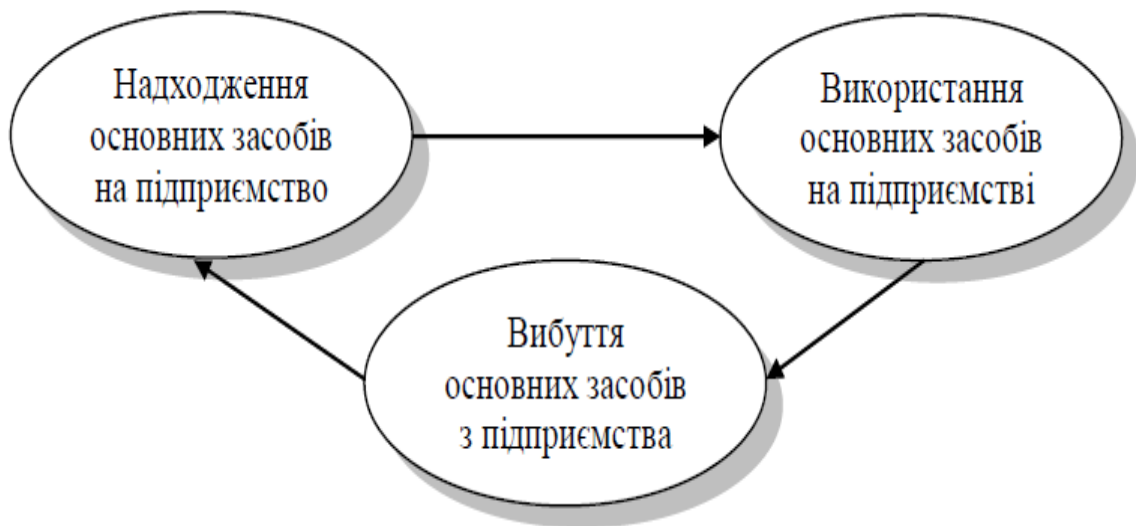 Надходження
основних засобів
на підприємство
Використання
основних засобів
на підприємстві
Вибуття
основних засобів
з підприємства